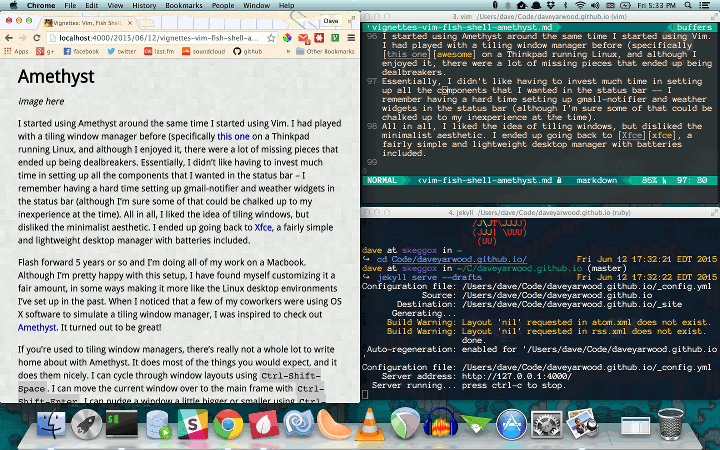 Chrome File Edit View History Bookmarks People Window Help
Fri 5:33 PM
Vignettes: Vim, Fish Shell
Dave
localhost:4000/2015/06/12/vignettes-vim-fish-shell-a…
Apps g+ facebook twitter last.fm soundcloud github » Other Bookmarks
Amethyst
image here
I started using Amethyst around the same time I started using Vim. I had played
with a tiling window manager before (specifically this one on a Thinkpad
running Linux, and although I enjoyed it, there were a lot of missing pieces that
ended up being dealbreakers. Essentially, I didn't like having to invest much
time in setting up all the components that I wanted in the status bar – I
remember having a hard time setting up gmail-notifier and weather widgets in
the status bar (although I'm sure some of that could be chalked up to my
inexperience at the time). All in all, I liked the idea of tiling windows, but
disliked the minimalist aesthetic. I ended up going back to Xfce, a fairly simple
and lightweight desktop manager with batteries included.
Flash forward 5 years or so and I'm doing all of my work on a Macbook.
Although I'm pretty happy with this setup, I have found myself customizing it a
fair amount, in some ways making it more like the Linux desktop environments
I've set up in the past. When I noticed that a few of my coworkers were using OS
X software to simulate a tiling window manager, I was inspired to check out
Amethyst. It turned out to be great!
If you're used to tiling window managers, there's really not a whole lot to write
home about with Amethyst. It does most of the things you would expect, and it
does them nicely. I can cycle through window layouts using Ctrl-Shift-
Space. I can move the current window over to the main frame with Ctrl-
Shift-Enter. I can nudge a window a little bigger or smaller using Ctrl-
3. vim /Users/dave/Code/daveyarwood.github.io (vim)
<vignettes-vim-fish-shell-amethyst.md buffers
96 I started using Amethyst around the same time I started using Vim.
I had played with a tiling window manager before (specifically
[this one][awesome] on a Thinkpad running Linux, and although I
enjoyed it, there were a lot of missing pieces that ended up being
dealbreakers.
97 Essentially, I didn't like having to invest much time in setting
up all the components that I wanted in the status bar -- I
remember having a hard time setting up gmail-notifier and weather
widgets in the status bar (although I'm sure some of that could be
chalked up to my inexperience at the time).
98 All in all, I liked the idea of tiling windows, but disliked the
minimalist aesthetic. I ended up going back to [Xfce][xfce], a
fairly simple and lightweight desktop manager with batteries
included.
99
NORMAL <vim-fish-shell-amethyst.md markdown 86% 97: 80
4. jekyll /Users/dave/Code/daveyarwood.github.io (ruby)
dave at skeggox in ~
↪ cd Code/daveyarwood.github.io/ Fri Jun 12 17:32:21 EDT 2015
dave at skeggox in ~/C/daveyarwood.github.io (master)
↪ jekyll serve --drafts Fri Jun 12 17:32:22 EDT 2015
Configuration file: /Users/dave/Code/daveyarwood.github.io/_config.yml
Source: /Users/dave/Code/daveyarwood.github.io
Destination: /Users/dave/Code/daveyarwood.github.io/_site
Generating...
Build Warning: Layout 'nil' requested in atom.xml does not exist.
Build Warning: Layout 'nil' requested in rss.xml does not exist.
done.
Auto-regeneration: enabled for '/Users/dave/Code/daveyarwood.github.io
Configuration file: /Users/dave/Code/daveyarwood.github.io/_config.yml
Server address: http://127.0.0.1:4000/
Server running... press ctrl-c to stop.